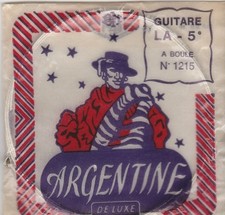 GUITARE
LA - 5e
A BOULE
N° 1215
ARGENTINE
DE LUXE